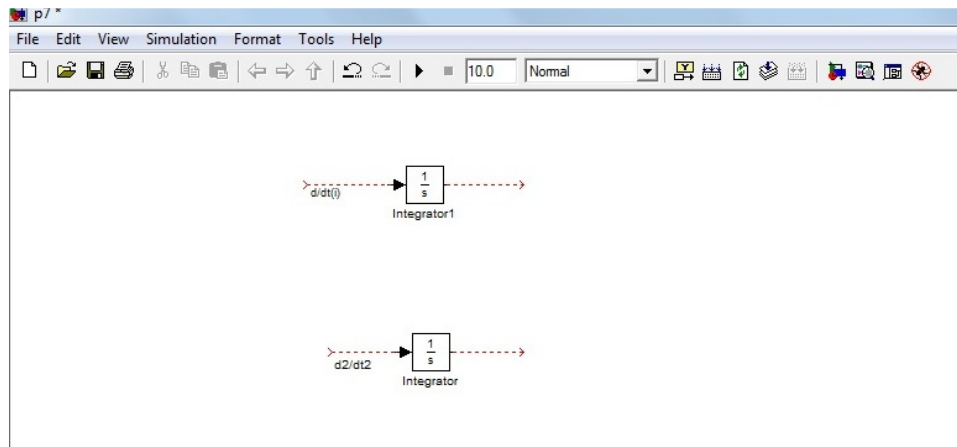 p7 *
File Edit View Simulation Format Tools Help
10.0 Normal
1
s
d/dt(i)
Integrator1
1
s
d2/dt2
Integrator